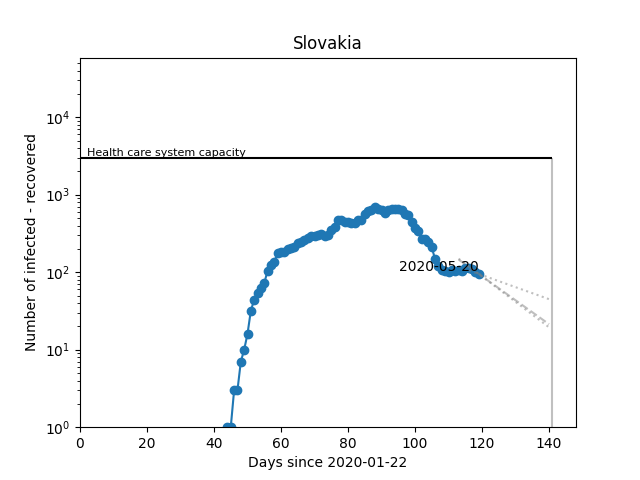 Slovakia
Number of infected - recovered
10^4
10^3
10^2
10^1
10^0
Health care system capacity
2020-05-20
0 20 40 60 80 100 120 140
Days since 2020-01-22